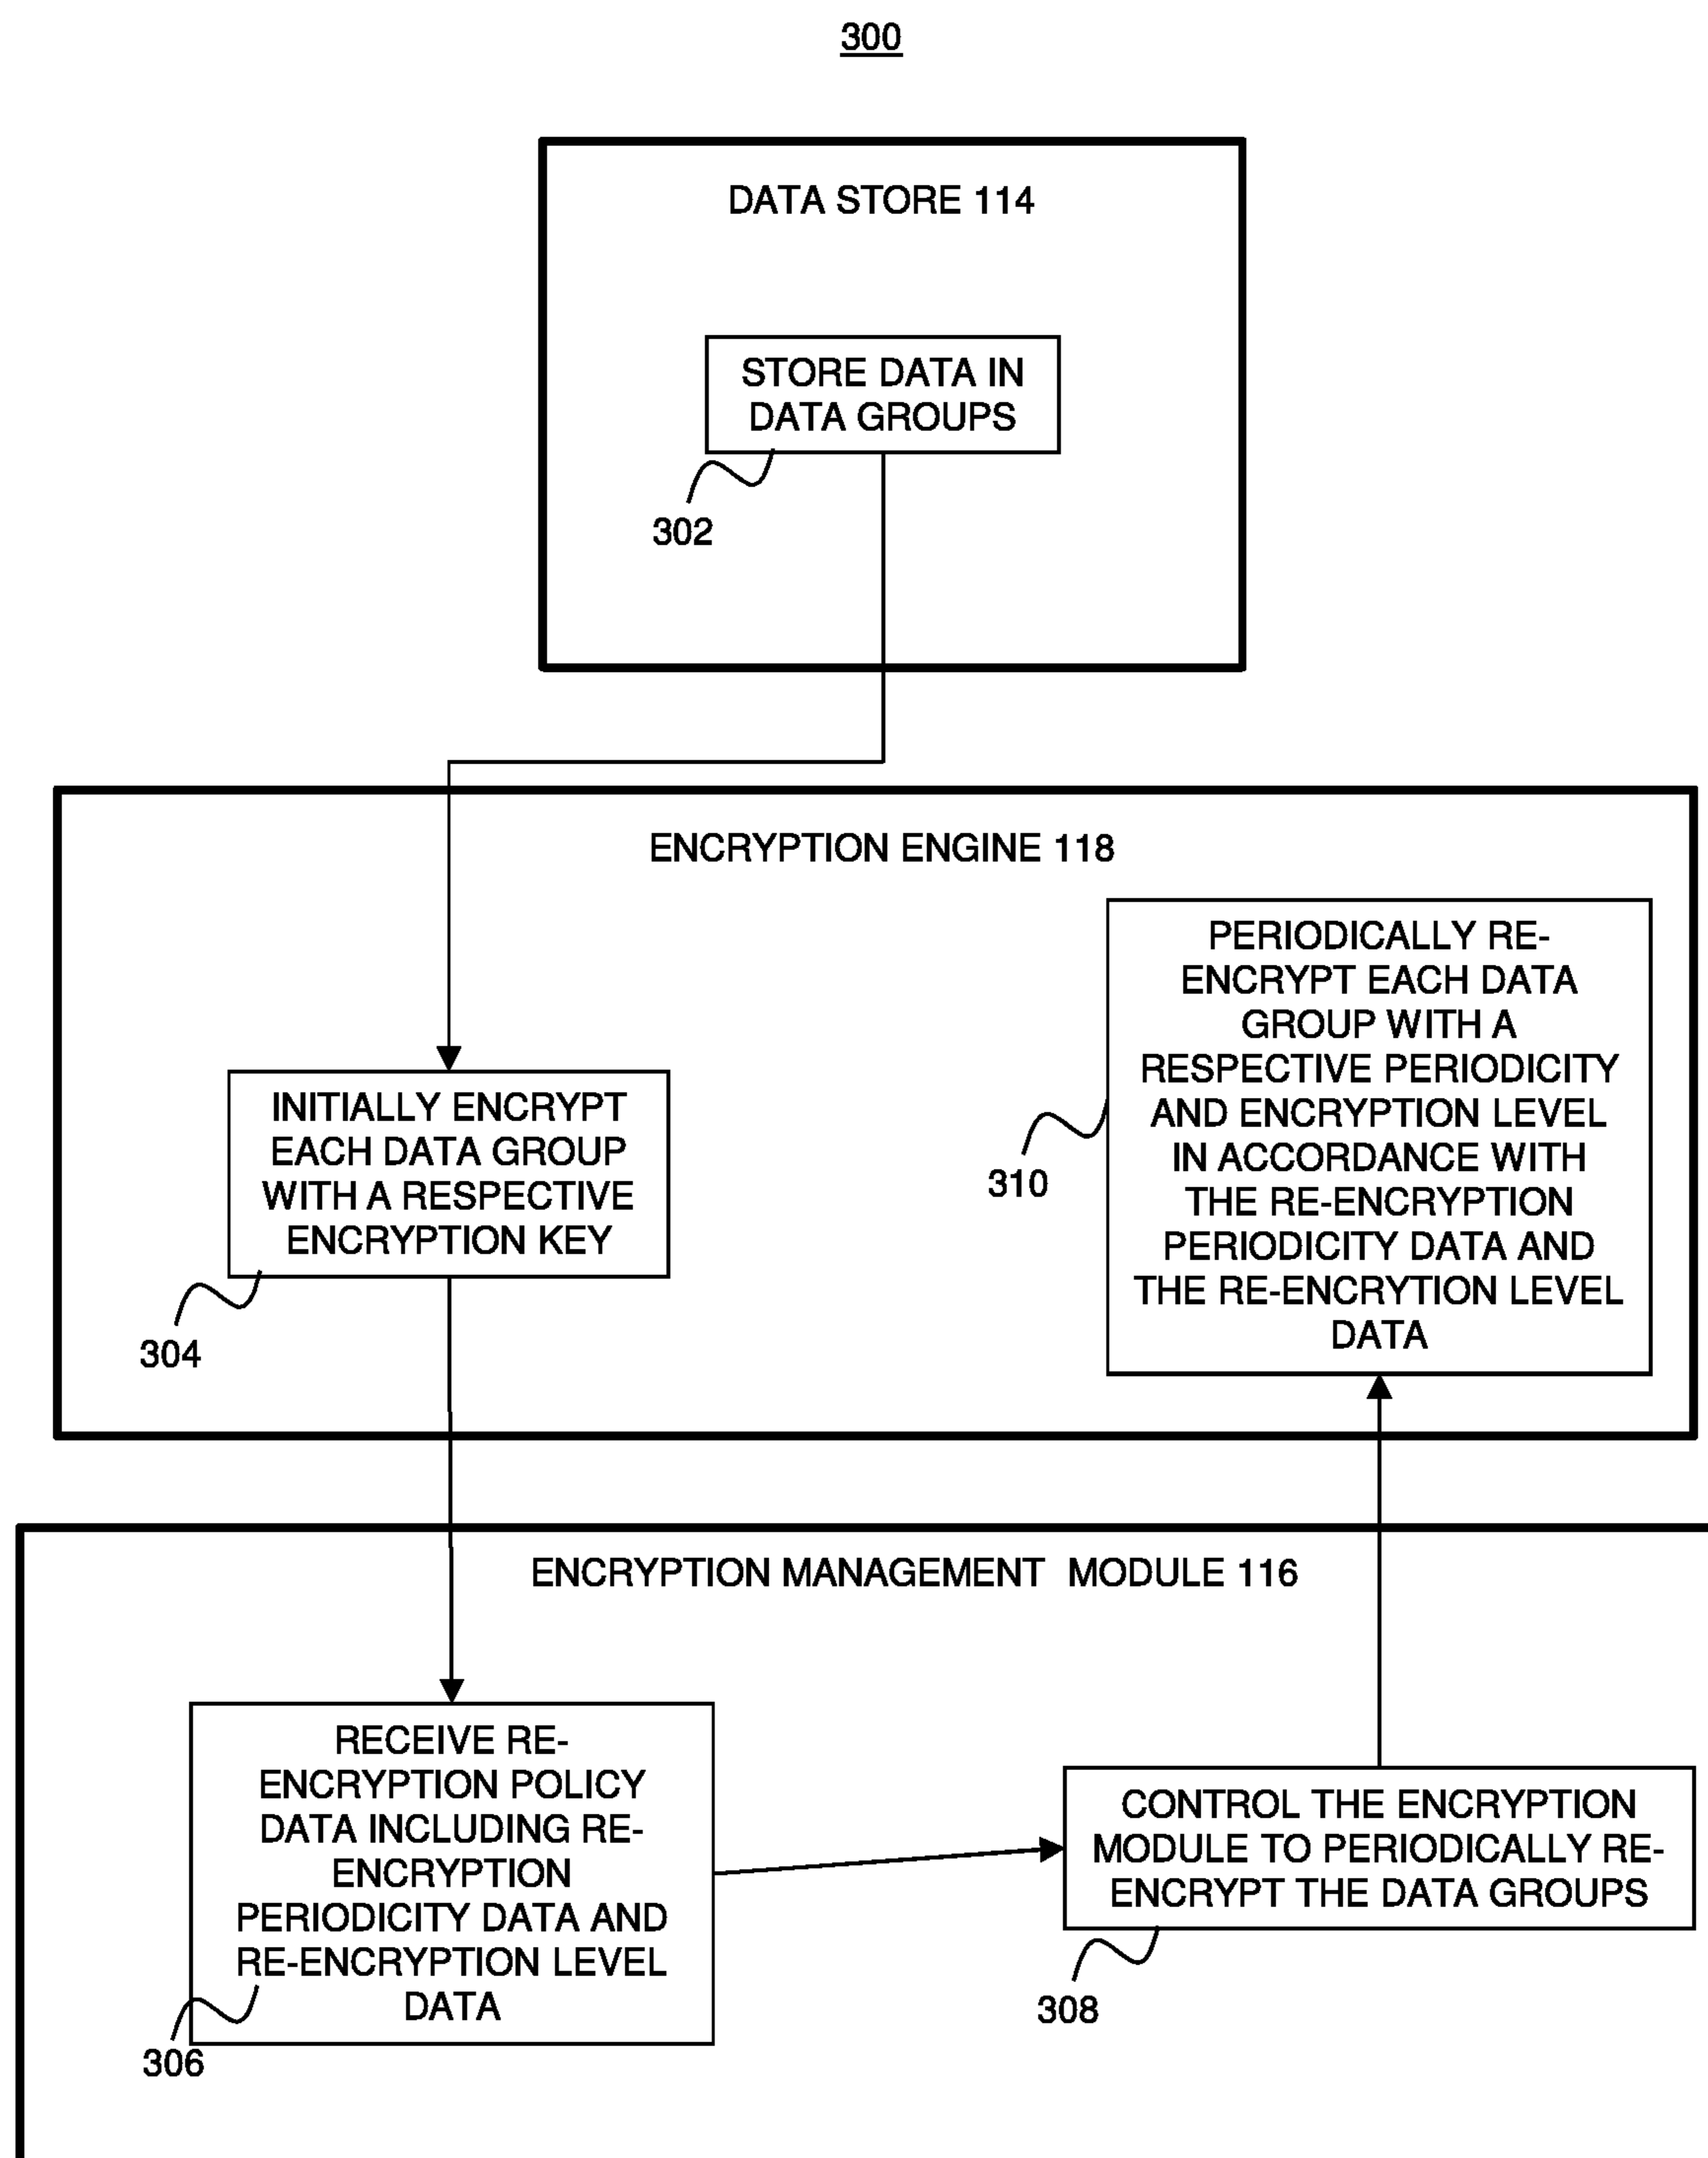 300
DATA STORE 114
STORE DATA IN
DATA GROUPS
302
ENCRYPTION ENGINE 118
INITIALLY ENCRYPT
EACH DATA GROUP
WITH A RESPECTIVE
ENCRYPTION KEY
304
PERIODICALLY RE-
ENCRYPT EACH DATA
GROUP WITH A
RESPECTIVE PERIODICITY
AND ENCRYPTION LEVEL
IN ACCORDANCE WITH
THE RE-ENCRYPTION
PERIODICITY DATA AND
THE RE-ENCRYTION LEVEL
DATA
310
ENCRYPTION MANAGEMENT MODULE 116
RECEIVE RE-
ENCRYPTION POLICY
DATA INCLUDING RE-
ENCRYPTION
PERIODICITY DATA AND
RE-ENCRYPTION LEVEL
DATA
306
CONTROL THE ENCRYPTION
MODULE TO PERIODICALLY RE-
ENCRYPT THE DATA GROUPS
308